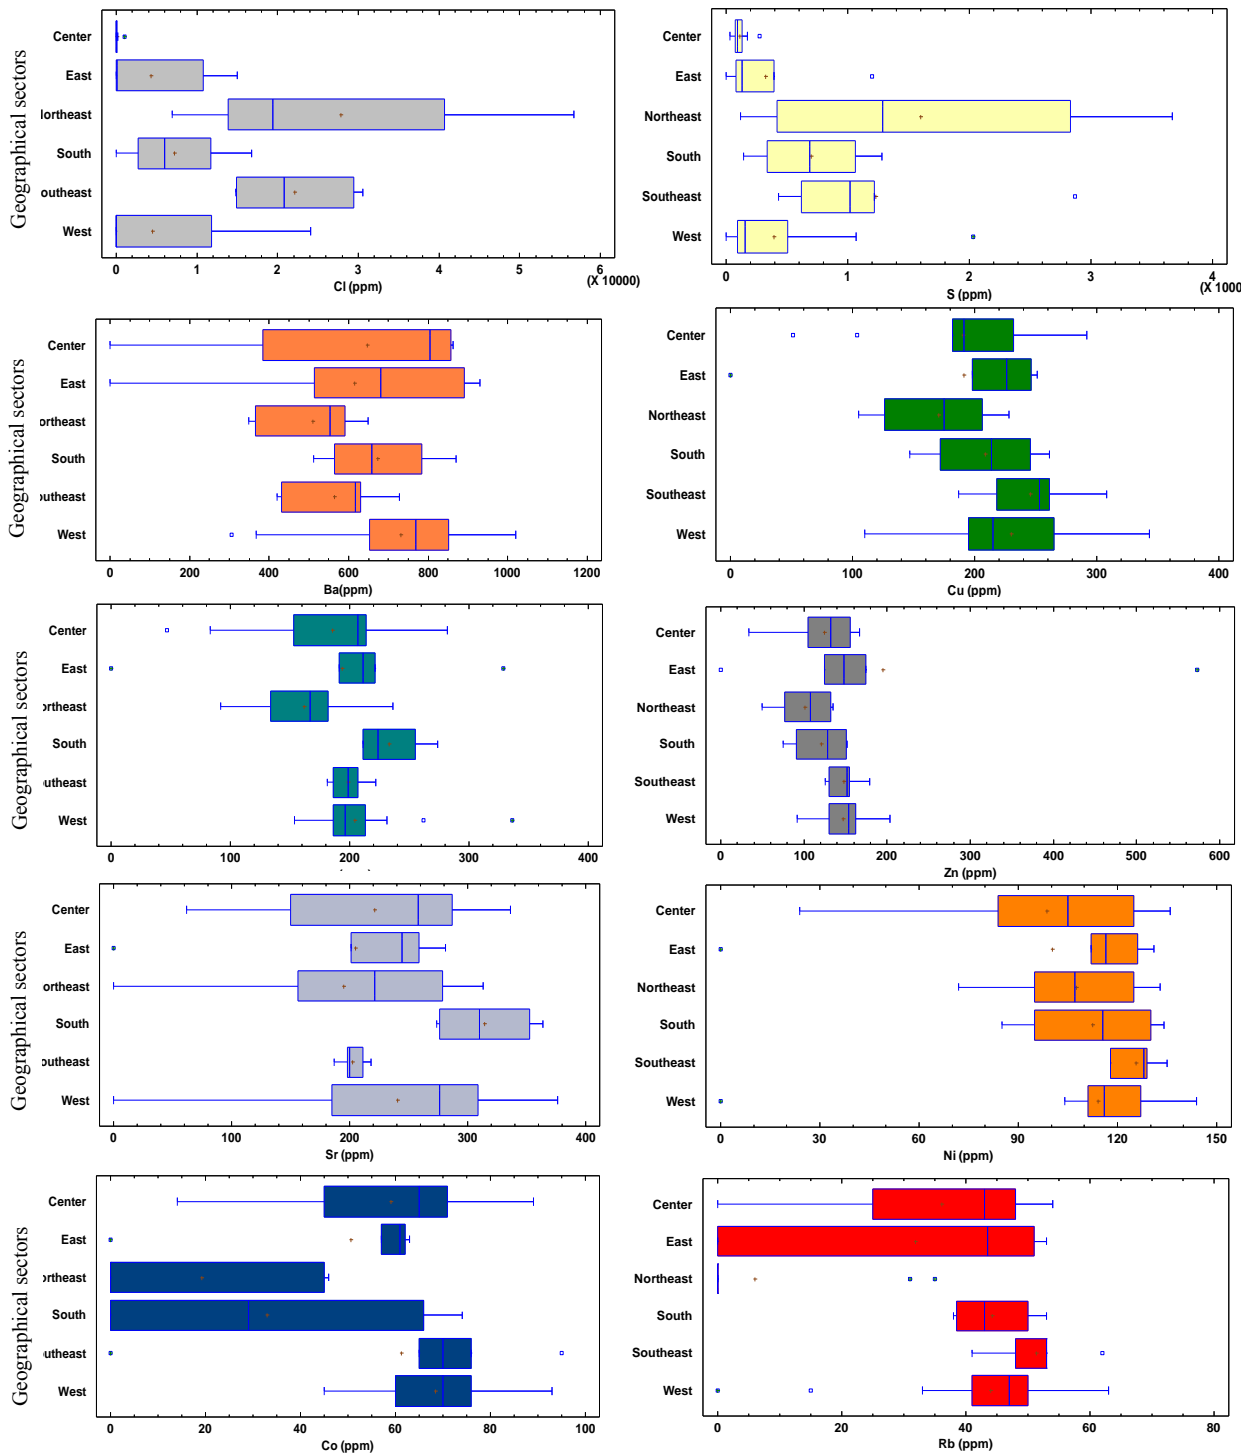 Geographical sectors
Center
East
lortheast
South
outheast
West
0 1 2 3 4 5 6
Cl (ppm)
(X 10000)
Center
East
Northeast
South
Southeast
West
0 1 2 3 4
S (ppm)
(X 10000)
Geographical sectors
Center
East
ortheast
South
outheast
West
0 200 400 600 800 1000 1200
Ba(ppm)
Center
East
Northeast
South
Southeast
West
0 100 200 300 400
Cu (ppm)
Geographical sectors
Center
East
ortheast
South
utheast
West
0 100 200 300 400
Center
East
Northeast
South
Southeast
West
0 100 200 300 400 500 600
Zn (ppm)
Geographical sectors
Center
East
ortheast
South
outheast
West
0 100 200 300 400
Sr (ppm)
Center
East
Northeast
South
Southeast
West
0 30 60 90 120 150
Ni (ppm)
Geographical sectors
Center
East
rtheast
South
utheast
West
0 20 40 60 80 100
Co (ppm)
Center
East
Northeast
South
Southeast
West
0 20 40 60 80
Rb (ppm)